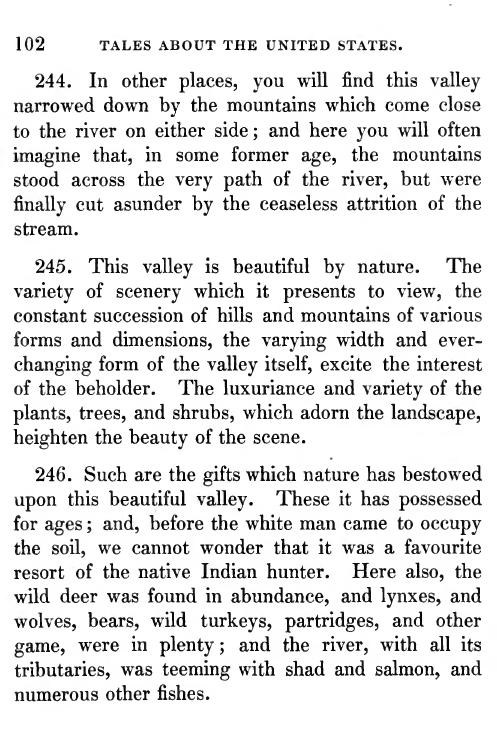 102 TALES ABOUT THE UNITED STATES.
244. In other places, you will find this valley
narrowed down by the mountains which come close
to the river on either side; and here you will often
imagine that, in some former age, the mountains
stood across the very path of the river, but were
finally cut asunder by the ceaseless attrition of the
stream.
245. This valley is beautiful by nature. The
variety of scenery which it presents to view, the
constant succession of hills and mountains of various
forms and dimensions, the varying width and ever-
changing form of the valley itself, excite the interest
of the beholder. The luxuriance and variety of the
plants, trees, and shrubs, which adorn the landscape,
heighten the beauty of the scene.
246. Such are the gifts which nature has bestowed
upon this beautiful valley. These it has possessed
for ages; and, before the white man came to occupy
the soil, we cannot wonder that it was a favourite
resort of the native Indian hunter. Here also, the
wild deer was found in abundance, and lynxes, and
wolves, bears, wild turkeys, partridges, and other
game, were in plenty; and the river, with all its
tributaries, was teeming with shad and salmon, and
numerous other fishes.